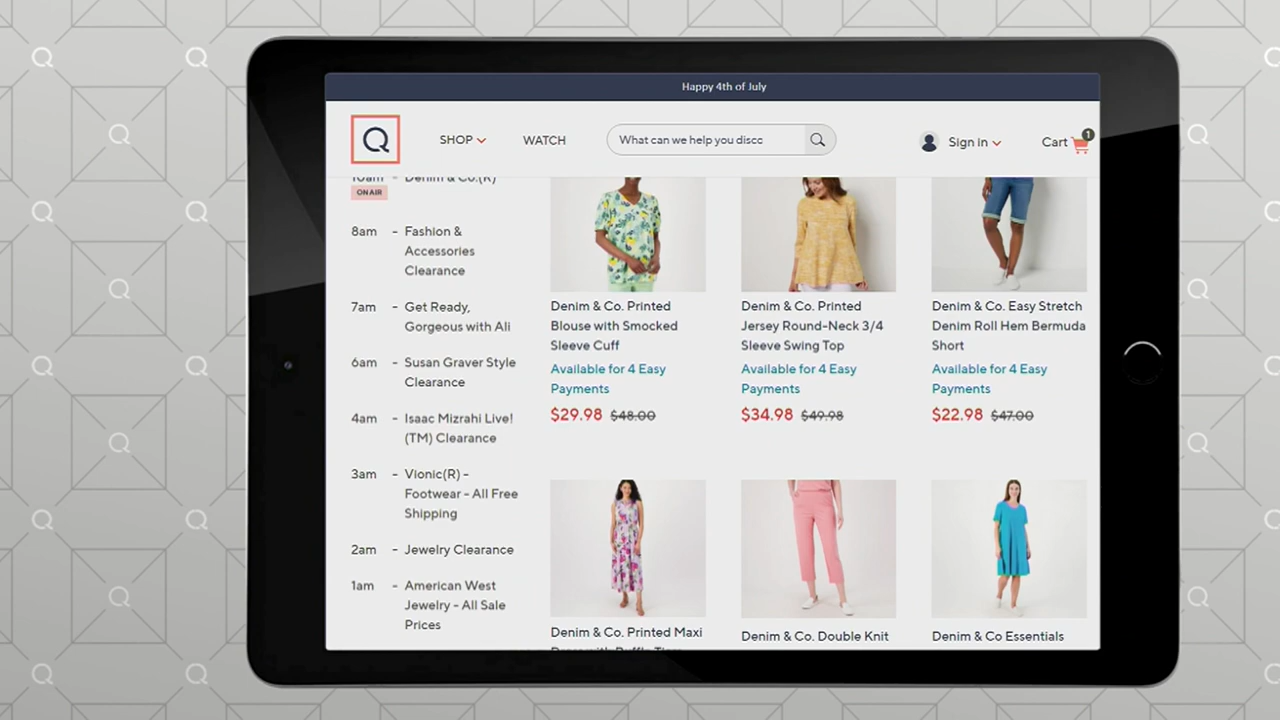 Happy 4th of July
Q
SHOP
WATCH
What can we help you discc
Sign in
Cart
1
10am - Denim & Co.(R)
ON AIR
8am - Fashion &
Accessories
Clearance
7am - Get Ready,
Gorgeous with Ali
6am - Susan Graver Style
Clearance
4am - Isaac Mizrahi Live!
(TM) Clearance
3am - Vionic(R) -
Footwear - All Free
Shipping
2am - Jewelry Clearance
1am - American West
Jewelry - All Sale
Prices
Denim & Co. Printed
Blouse with Smocked
Sleeve Cuff
Available for 4 Easy
Payments
$29.98 $48.00
Denim & Co. Printed
Jersey Round-Neck 3/4
Sleeve Swing Top
Available for 4 Easy
Payments
$34.98 $49.98
Denim & Co. Easy Stretch
Denim Roll Hem Bermuda
Short
Available for 4 Easy
Payments
$22.98 $47.00
Denim & Co. Printed Maxi
Denim & Co. Double Knit
Denim & Co Essentials